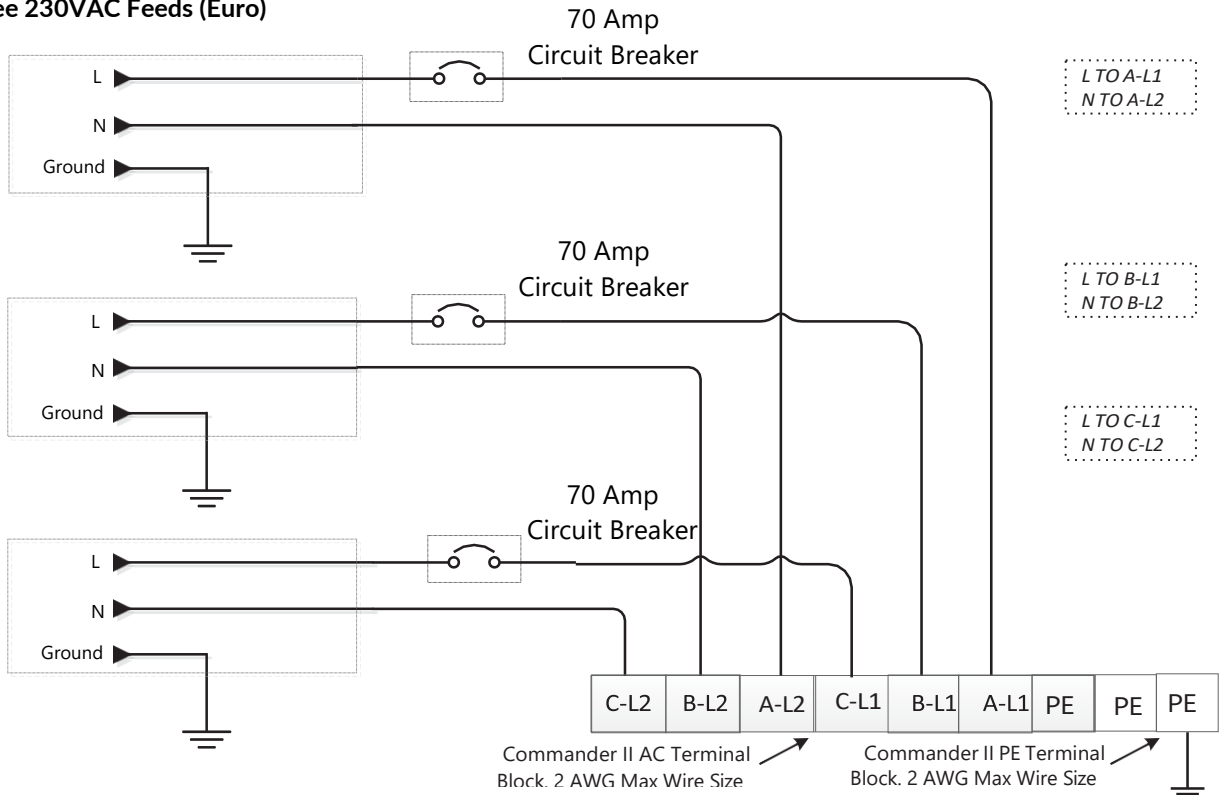 230VAC Feeds (Euro)
70 Amp
Circuit Breaker
L
N
Ground
L TO A-L1
N TO A-L2
70 Amp
Circuit Breaker
L
N
Ground
L TO B-L1
N TO B-L2
L TO C-L1
N TO C-L2
70 Amp
Circuit Breaker
L
N
Ground
C-L2 B-L2 A-L2 C-L1 B-L1 A-L1 PE PE PE
Commander II AC Terminal
Block. 2 AWG Max Wire Size
Commander II PE Terminal
Block. 2 AWG Max Wire Size